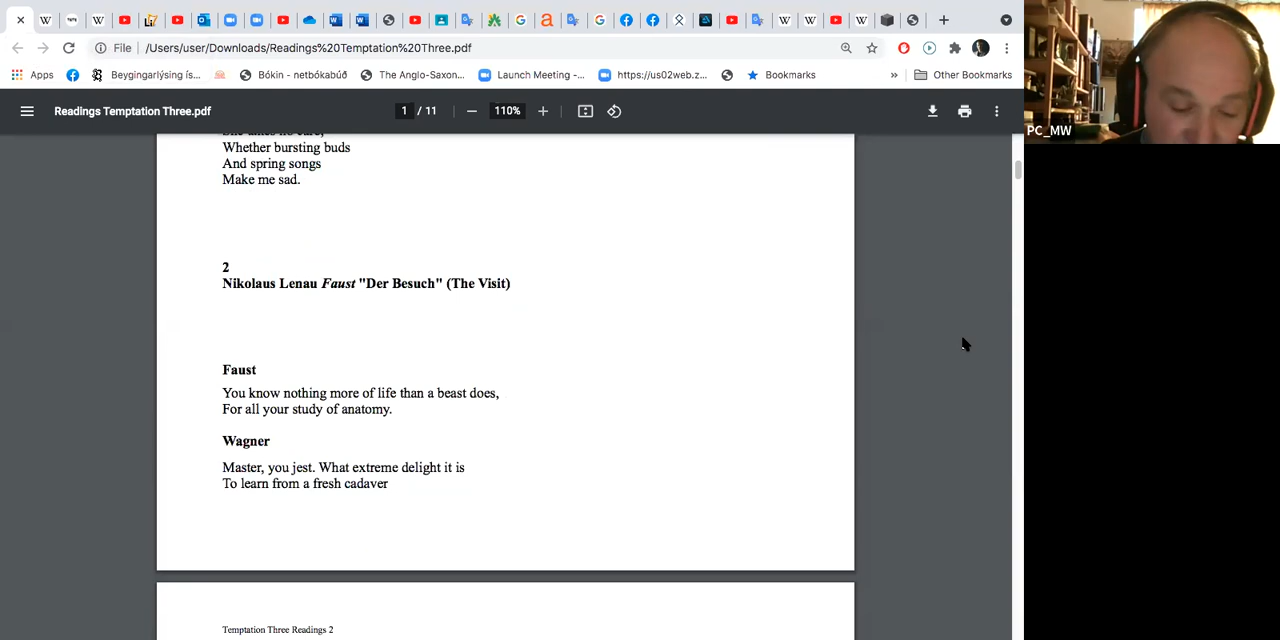 File
/Users/user/Downloads/Readings%20Temptation%20Three.pdf
Apps
Beygingarlýsing ís...
Bókin - netbókabúð
The Anglo-Saxon...
Launch Meeting -...
https://us02web.z...
Bookmarks
»
Other Bookmarks
Readings Temptation Three.pdf
1 / 11
110%
PC_MW
Whether bursting buds
And spring songs
Make me sad.
2
Nikolaus Lenau Faust "Der Besuch" (The Visit)
Faust
You know nothing more of life than a beast does,
For all your study of anatomy.
Wagner
Master, you jest. What extreme delight it is
To learn from a fresh cadaver
Temptation Three Readings 2